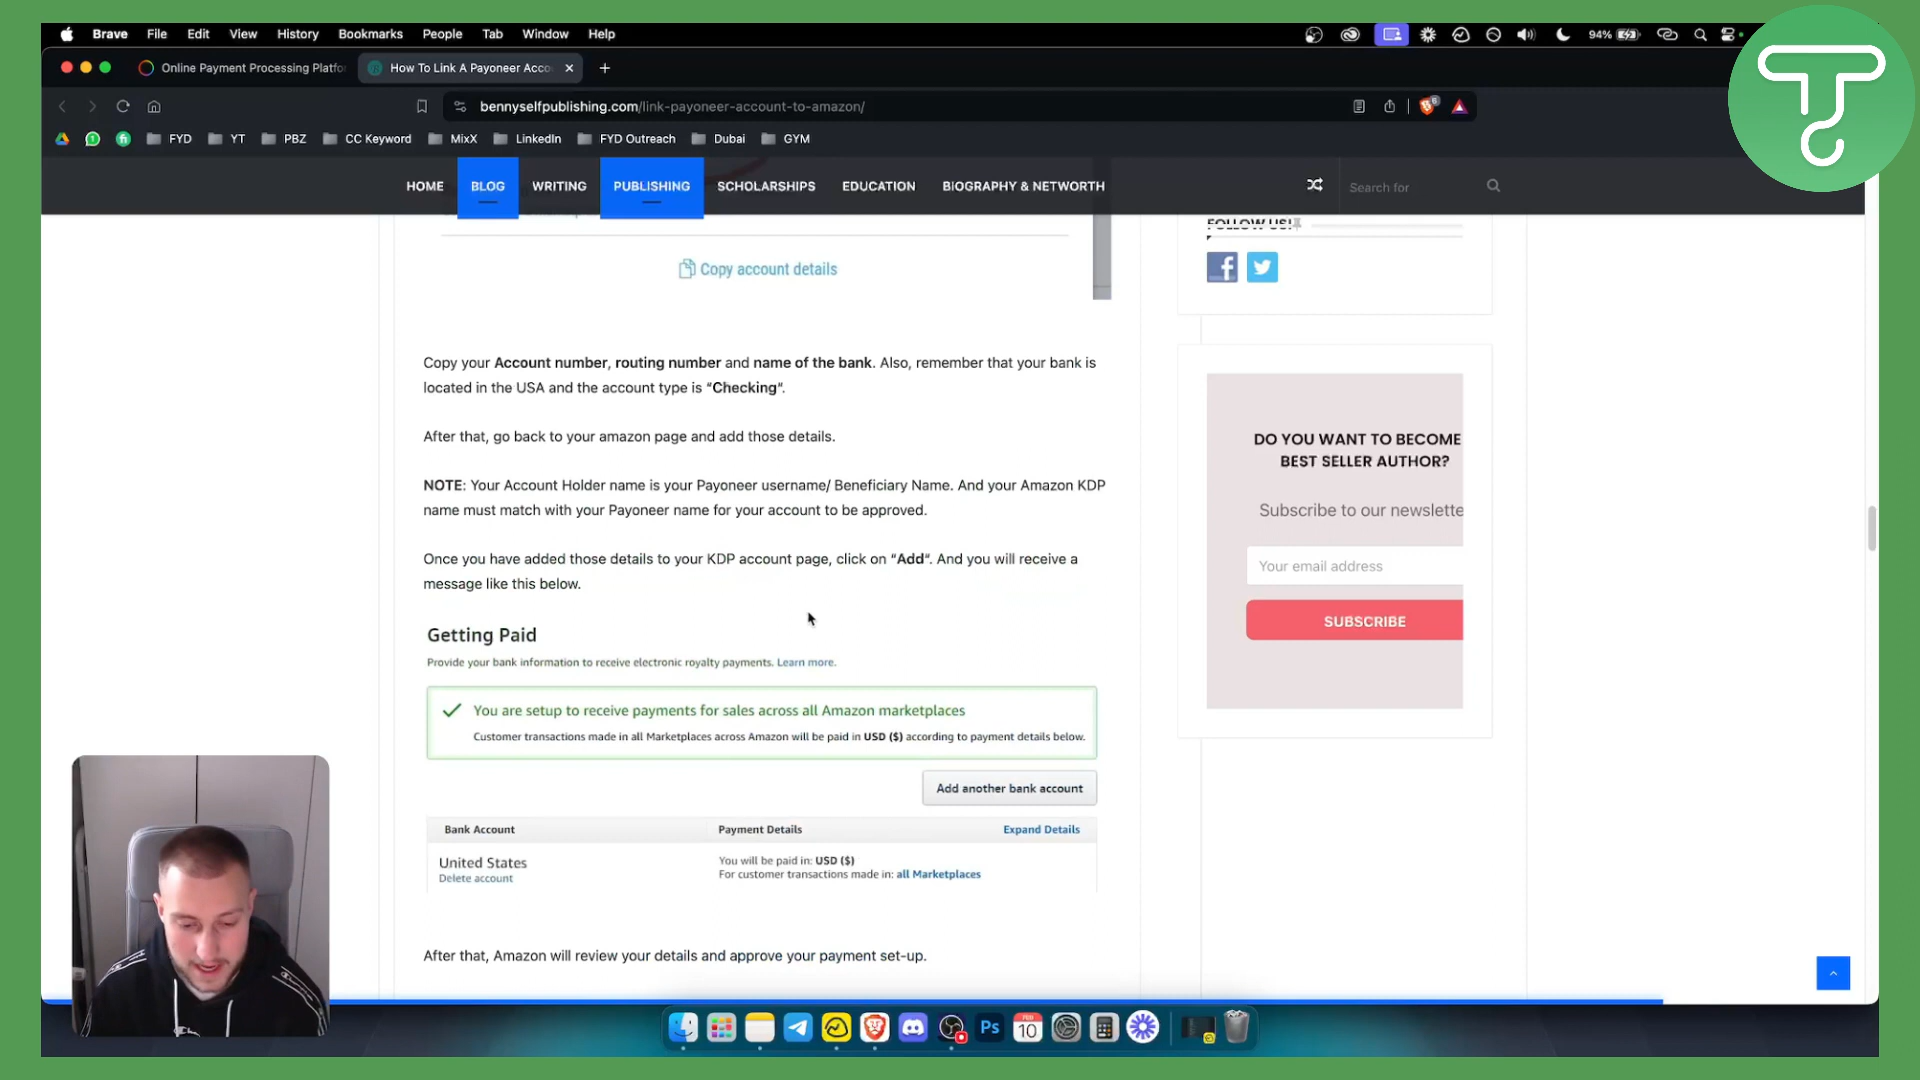 Brave File Edit View History Bookmarks People Tab Window Help
94%
Online Payment Processing Platfo
How To Link A Payoneer Acco
bennyselfpublishing.com/link-payoneer-account-to-amazon/
FYD YT PBZ CC Keyword MixX LinkedIn FYD Outreach Dubai GYM
HOME BLOG WRITING PUBLISHING SCHOLARSHIPS EDUCATION BIOGRAPHY & NETWORTH
Search for
FOLLOW US!
Copy account details
Copy your Account number, routing number and name of the bank. Also, remember that your bank is
located in the USA and the account type is “Checking“.
After that, go back to your amazon page and add those details.
NOTE: Your Account Holder name is your Payoneer username/ Beneficiary Name. And your Amazon KDP
name must match with your Payoneer name for your account to be approved.
Once you have added those details to your KDP account page, click on “Add“. And you will receive a
message like this below.
Getting Paid
Provide your bank information to receive electronic royalty payments. Learn more.
You are setup to receive payments for sales across all Amazon marketplaces
Customer transactions made in all Marketplaces across Amazon will be paid in USD ($) according to payment details below.
Add another bank account
Bank Account Payment Details Expand Details
United States
Delete account
You will be paid in: USD ($)
For customer transactions made in: all Marketplaces
After that, Amazon will review your details and approve your payment set-up.
DO YOU WANT TO BECOME
BEST SELLER AUTHOR?
Subscribe to our newslette
Your email address
SUBSCRIBE
Ps
10